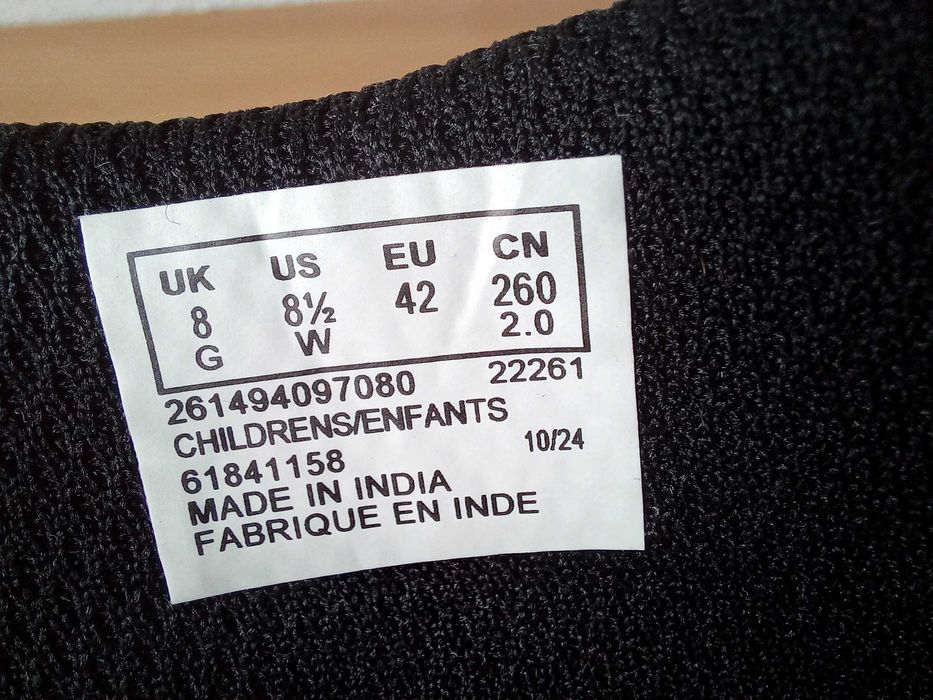 UK US EU CN
8 8½ 42 260
G W 2.0
261494097080 22261
CHILDRENS/ENFANTS
61841158 10/24
MADE IN INDIA
FABRIQUE EN INDE